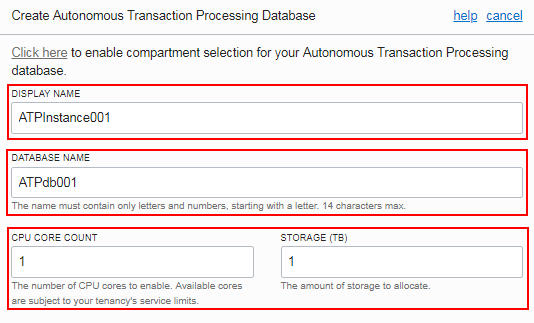 Create Autonomous Transaction Processing Database help cancel
Click here to enable compartment selection for your Autonomous Transaction Processing
database.
DISPLAY NAME
ATPInstance001
DATABASE NAME
ATPdb001
The name must contain only letters and numbers, starting with a letter. 14 characters max.
CPU CORE COUNT
1
The number of CPU cores to enable. Available cores
are subject to your tenancy's service limits.
STORAGE (TB)
1
The amount of storage to allocate.